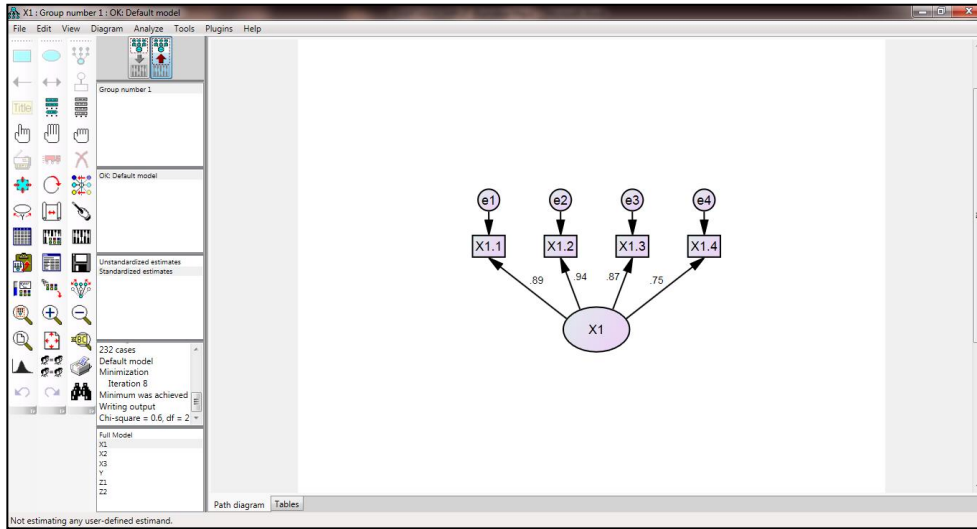 X1 : Group number 1 : OK: Default model
File Edit View Diagram Analyze Tools Plugins Help
Title
Group number 1
OK: Default model
Unstandardized estimates
Standardized estimates
232 cases
Default model
Minimization
Iteration 8
Minimum was achieved
Writing output
Chi-square = 0.6, df = 2
Full Model
X1
X2
X3
Y
Z1
Z2
e1 e2 e3 e4
X1.1 X1.2 X1.3 X1.4
.89 .94 .87 .75
X1
Path diagram Tables
Not estimating any user-defined estimand.